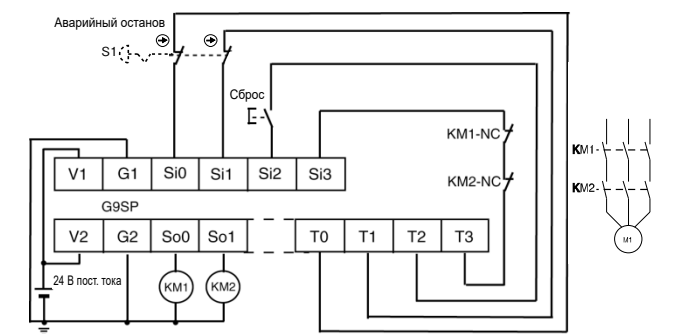 Аварийный останов
S1
Сброс
KM1-NC
KM2-NC
KM1-
KM2-
M1
V1 G1 Si0 Si1 Si2 Si3
G9SP
V2 G2 So0 So1 T0 T1 T2 T3
24 В пост. тока
KM1 KM2